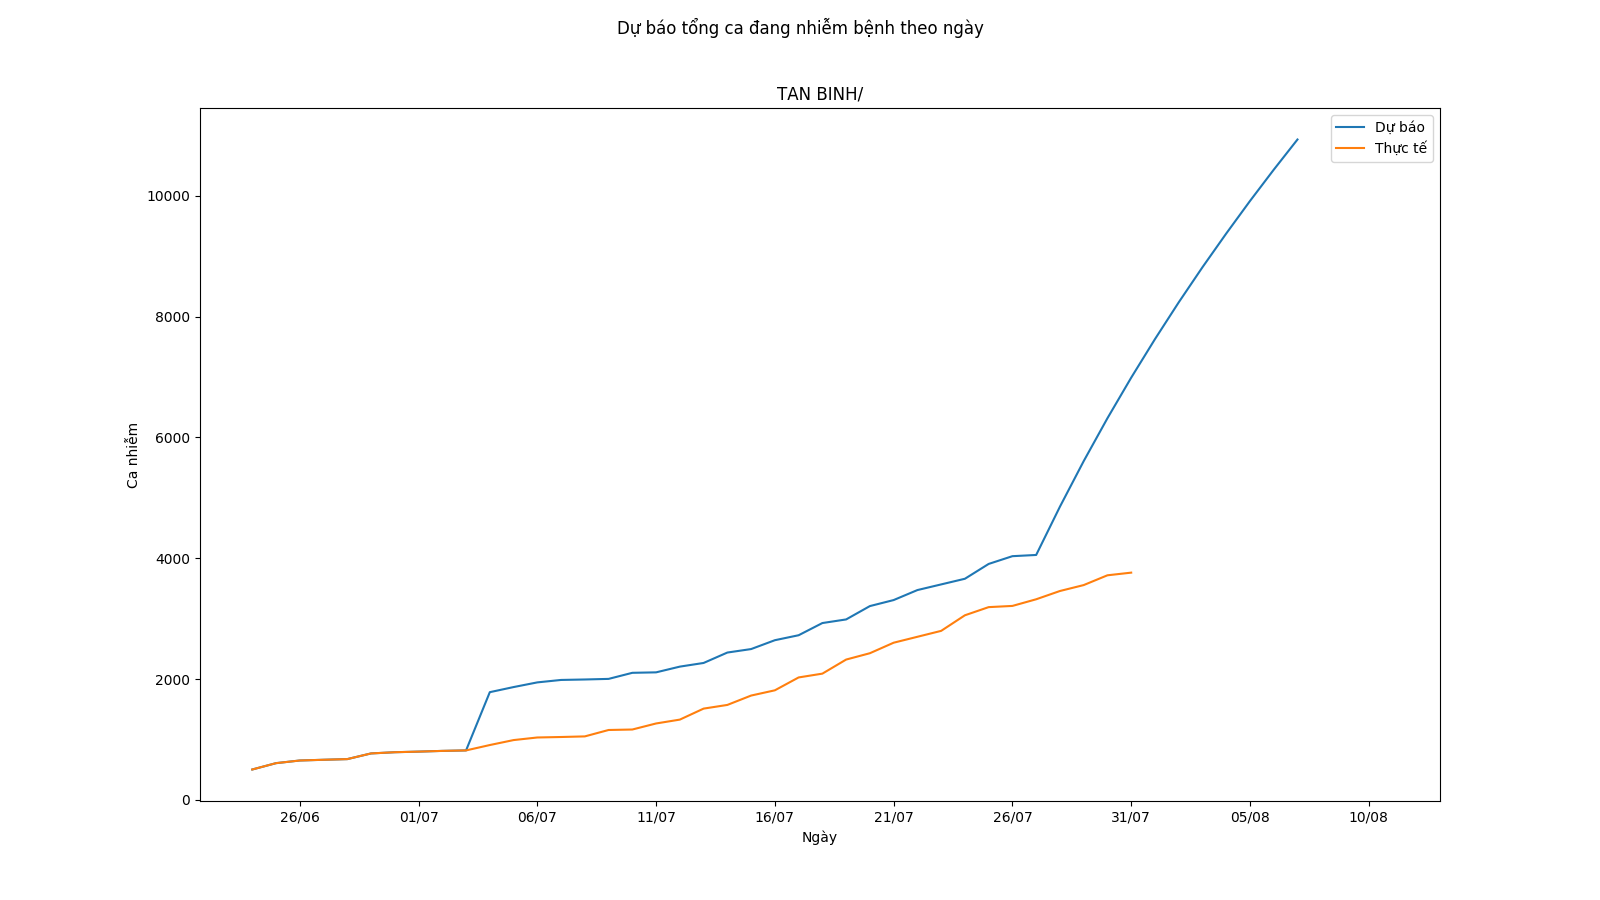 Dự báo tổng ca đang nhiễm bệnh theo ngày
TAN BINH/
Dự báo
Thực tế
10000
8000
6000
4000
2000
0
Ca nhiễm
26/06 01/07 06/07 11/07 16/07 21/07 26/07 31/07 05/08 10/08
Ngày